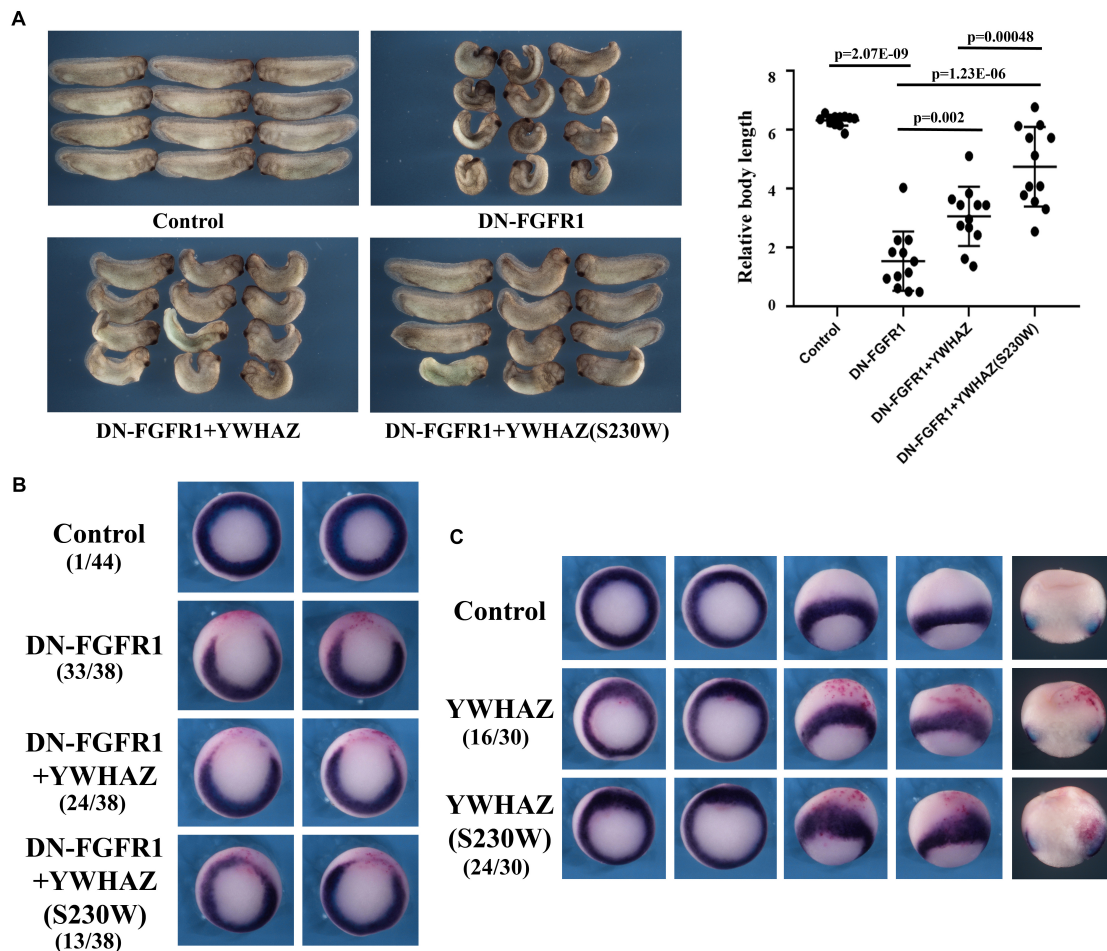 A
Control
DN-FGFR1
DN-FGFR1+YWHAZ
DN-FGFR1+YWHAZ(S230W)
p=0.00048
p=2.07E-09
p=1.23E-06
p=0.002
Relative body length
8
6
4
2
0
Control
DN-FGFR1
DN-FGFR1+YWHAZ
DN-FGFR1+YWHAZ(S230W)
B
Control
(1/44)
DN-FGFR1
(33/38)
DN-FGFR1
+YWHAZ
(24/38)
DN-FGFR1
+YWHAZ
(S230W)
(13/38)
C
Control
YWHAZ
(16/30)
YWHAZ
(S230W)
(24/30)